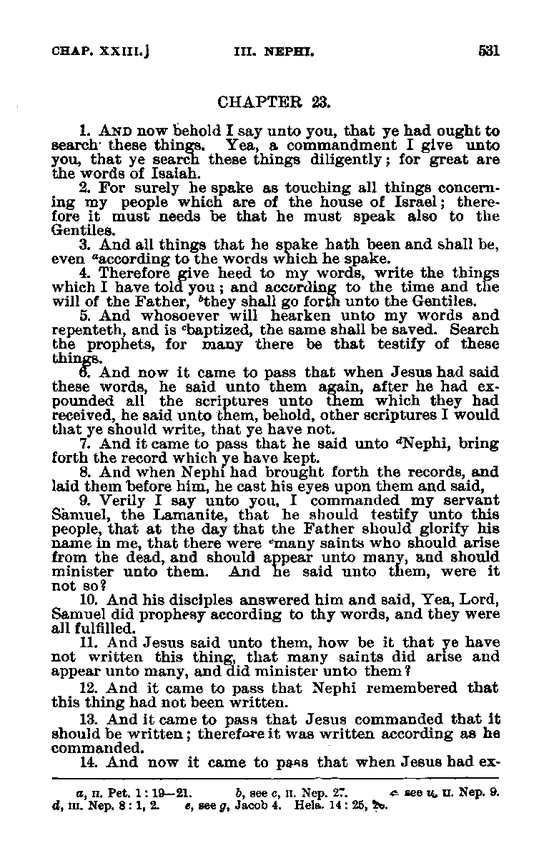 CHAP. XXIII.] III. NEPHI. 531
CHAPTER 23.
1. AND now behold I say unto you, that ye had ought to
search these things. Yea, a commandment I give unto
you, that ye search these things diligently; for great are
the words of Isaiah.
2. For surely he spake as touching all things concern-
ing my people which are of the house of Israel; there-
fore it must needs be that he must speak also to the
Gentiles.
3. And all things that he spake hath been and shall be,
even ᵃaccording to the words which he spake.
4. Therefore give heed to my words, write the things
which I have told you; and according to the time and the
will of the Father, ᵇthey shall go forth unto the Gentiles.
5. And whosoever will hearken unto my words and
repenteth, and is ᶜbaptized, the same shall be saved. Search
the prophets, for many there be that testify of these
things.
6. And now it came to pass that when Jesus had said
these words, he said unto them again, after he had ex-
pounded all the scriptures unto them which they had
received, he said unto them, behold, other scriptures I would
that ye should write, that ye have not.
7. And it came to pass that he said unto ᵈNephi, bring
forth the record which ye have kept.
8. And when Nephi had brought forth the records, and
laid them before him, he cast his eyes upon them and said,
9. Verily I say unto you, I commanded my servant
Samuel, the Lamanite, that he should testify unto this
people, that at the day that the Father should glorify his
name in me, that there were ᵉmany saints who should arise
from the dead, and should appear unto many, and should
minister unto them. And he said unto them, were it
not so?
10. And his disciples answered him and said, Yea, Lord,
Samuel did prophesy according to thy words, and they were
all fulfilled.
11. And Jesus said unto them, how be it that ye have
not written this thing, that many saints did arise and
appear unto many, and did minister unto them?
12. And it came to pass that Nephi remembered that
this thing had not been written.
13. And it came to pass that Jesus commanded that it
should be written; therefore it was written according as he
commanded.
14. And now it came to pass that when Jesus had ex-
a, II. Pet. 1:19—21. b, see c, II. Nep. 27. c see u, II. Nep. 9.
d, III. Nep. 8:1, 2. e, see g, Jacob 4. Hela. 14:25,